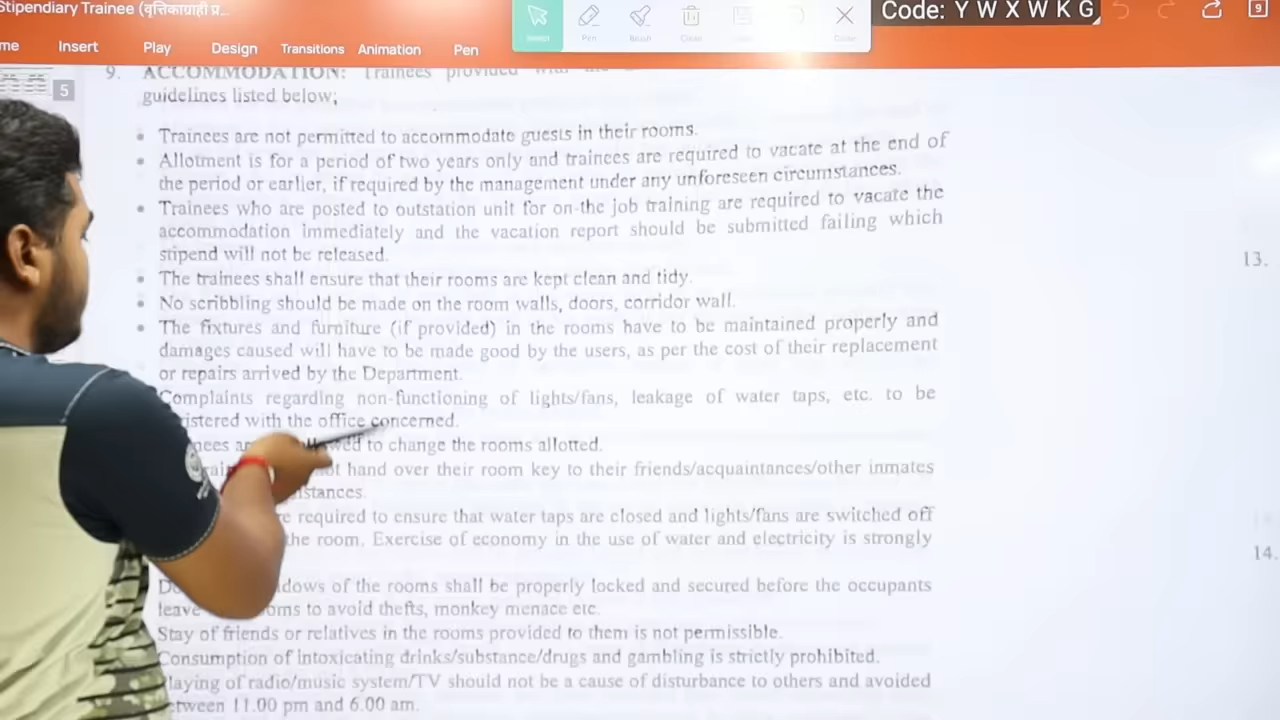 Stipendiary Trainee (वृत्तिकाग्राही प्र...
Code: Y W X W K G
9
me Insert Play Design Transitions Animation Pen
Select Pen Brush Clean Close
5
9. ACCOMMODATION: Trainees provided with the
guidelines listed below;
• Trainees are not permitted to accommodate guests in their rooms.
• Allotment is for a period of two years only and trainees are required to vacate at the end of
the period or earlier, if required by the management under any unforeseen circumstances.
• Trainees who are posted to outstation unit for on-the job training are required to vacate the
accommodation immediately and the vacation report should be submitted failing which
stipend will not be released.
13.
• The trainees shall ensure that their rooms are kept clean and tidy.
• No scribbling should be made on the room walls, doors, corridor wall.
• The fixtures and furniture (if provided) in the rooms have to be maintained properly and
damages caused will have to be made good by the users, as per the cost of their replacement
or repairs arrived by the Department.
Complaints regarding non-functioning of lights/fans, leakage of water taps, etc. to be
istered with the office concerned.
nees ar lowed to change the rooms allotted.
rai ot hand over their room key to their friends/acquaintances/other inmates
stances.
re required to ensure that water taps are closed and lights/fans are switched off
the room. Exercise of economy in the use of water and electricity is strongly
14.
D dows of the rooms shall be properly locked and secured before the occupants
leave oms to avoid thefts, monkey menace etc.
Stay of friends or relatives in the rooms provided to them is not permissible.
Consumption of intoxicating drinks/substance/drugs and gambling is strictly prohibited.
laying of radio/music system/TV should not be a cause of disturbance to others and avoided
etween 11.00 pm and 6.00 am.